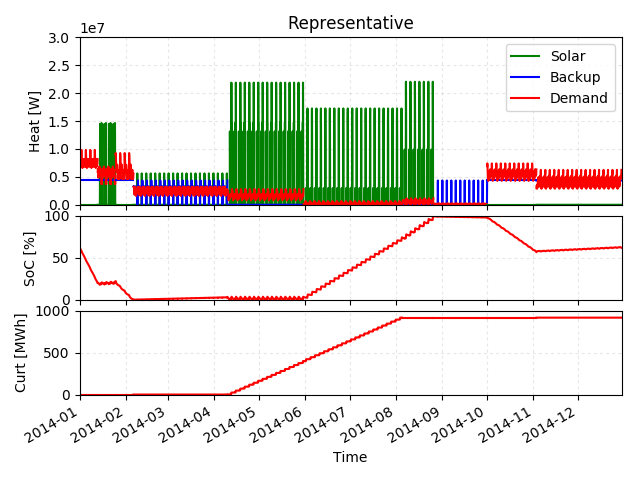 Representative
1e7
3.0
2.5
2.0
1.5
1.0
0.5
0.0
Heat [W]
Solar
Backup
Demand
100
50
0
SoC [%]
1000
500
0
Curt [MWh]
2014-01
2014-02
2014-03
2014-04
2014-05
2014-06
2014-07
2014-08
2014-09
2014-10
2014-11
2014-12
Time